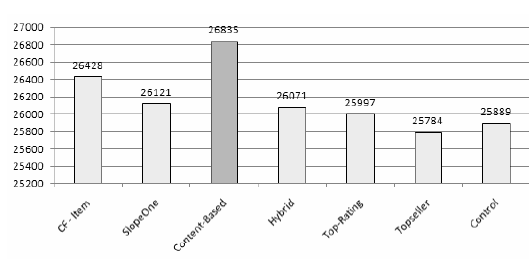 27000
26800
26600
26400
26200
26000
25800
25600
25400
25200
26428
26121
26835
26071
25997
25784
25889
CF - Item
SlopeOne
Content-Based
Hybrid
Top-Rating
Topseller
Control